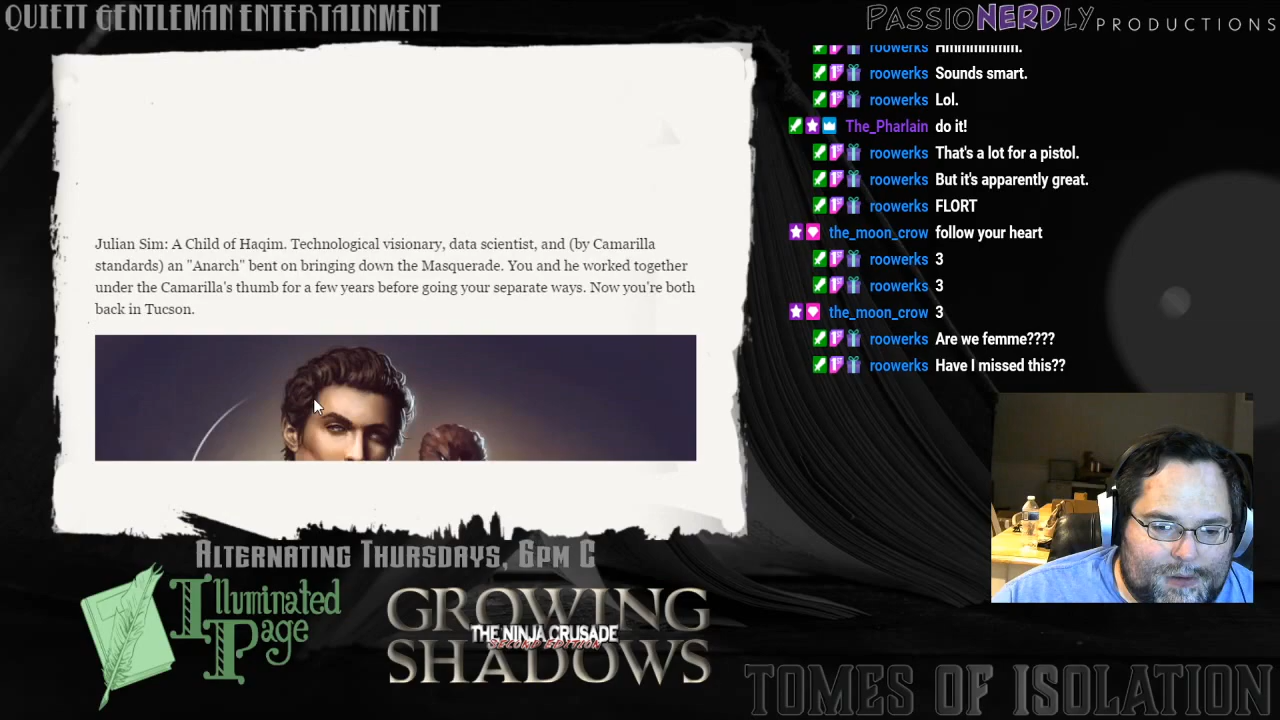 QUIETT GENTLEMAN ENTERTAINMENT
PASSIONERDLY PRODUCTIONS
Julian Sim: A Child of Haqim. Technological visionary, data scientist, and (by Camarilla
standards) an "Anarch" bent on bringing down the Masquerade. You and he worked together
under the Camarilla's thumb for a few years before going your separate ways. Now you're both
back in Tucson.
roowerks Hmmmmmmm.
roowerks Sounds smart.
roowerks Lol.
The_Pharlain do it!
roowerks That's a lot for a pistol.
roowerks But it's apparently great.
roowerks FLORT
the_moon_crow follow your heart
roowerks 3
roowerks 3
the_moon_crow 3
roowerks Are we femme????
roowerks Have I missed this??
ALTERNATING THURSDAYS, 6PM C
Illuminated
Page
GROWING
THE NINJA CRUSADE
SECOND EDITION
SHADOWS
TOMES OF ISOLATION